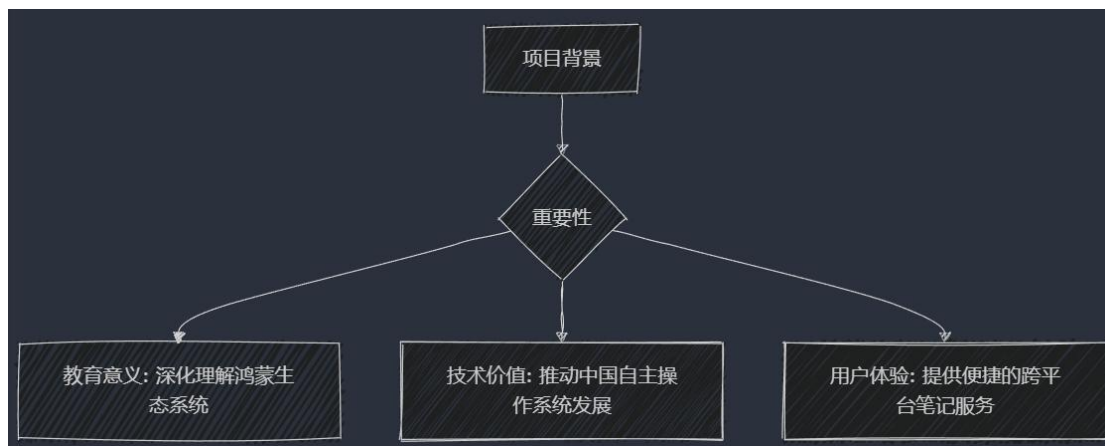 项目背景
重要性
教育意义: 深化理解鸿蒙生
态系统
技术价值: 推动中国自主操
作系统发展
用户体验: 提供便捷的跨平
台笔记服务